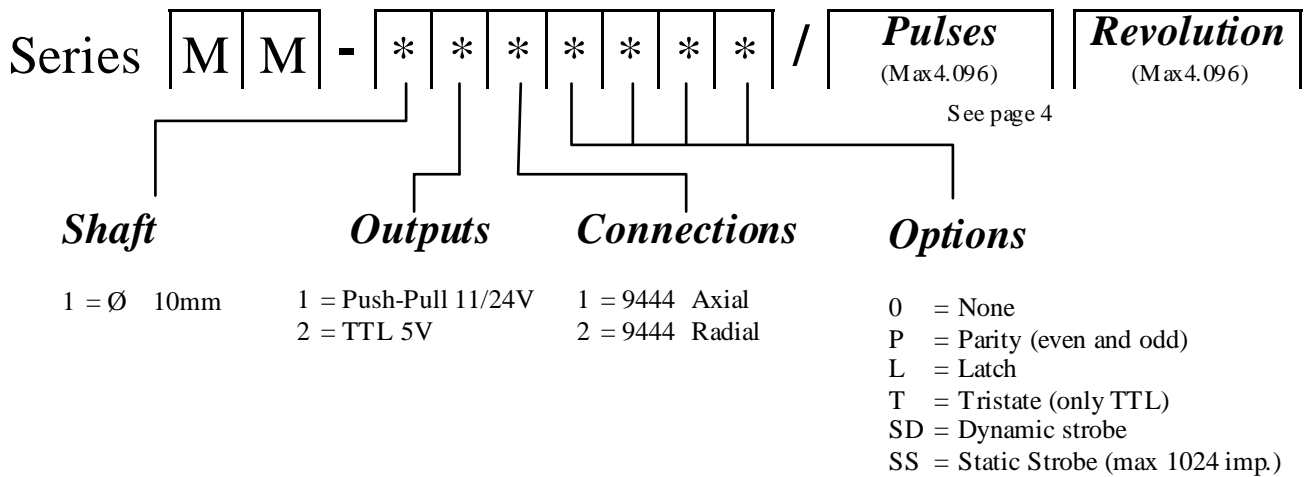 Series M M - * * * * * * * / Pulses Revolution
(Max4.096) (Max4.096)
See page 4
Shaft Outputs Connections Options
1 = Ø 10mm
1 = Push-Pull 11/24V
2 = TTL 5V
1 = 9444 Axial
2 = 9444 Radial
0 = None
P = Parity (even and odd)
L = Latch
T = Tristate (only TTL)
SD = Dynamic strobe
SS = Static Strobe (max 1024 imp.)